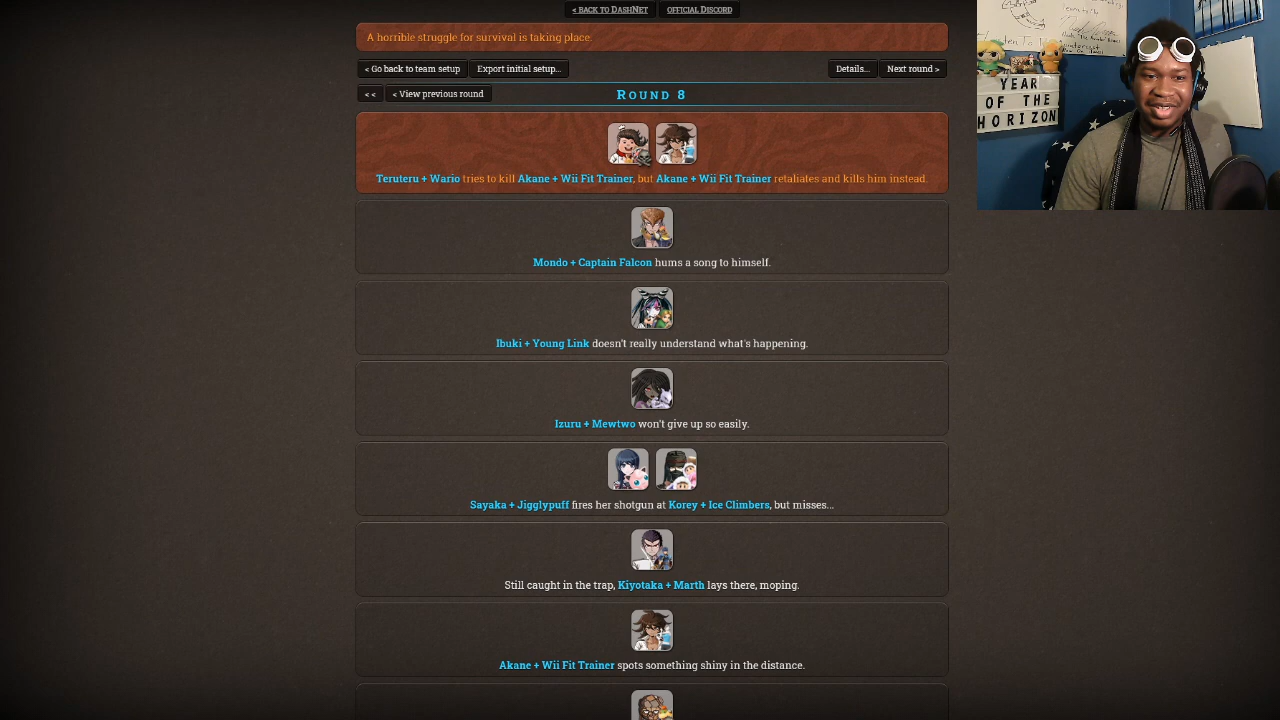 < BACK TO DASHNET
OFFICIAL DISCORD
A horrible struggle for survival is taking place.
< Go back to team setup
Export initial setup...
Details...
Next round >
< <
< View previous round
ROUND 8
Teruteru + Wario tries to kill Akane + Wii Fit Trainer, but Akane + Wii Fit Trainer retaliates and kills him instead.
Mondo + Captain Falcon hums a song to himself.
Ibuki + Young Link doesn't really understand what's happening.
Izuru + Mewtwo won't give up so easily.
Sayaka + Jigglypuff fires her shotgun at Korey + Ice Climbers, but misses...
Still caught in the trap, Kiyotaka + Marth lays there, moping.
Akane + Wii Fit Trainer spots something shiny in the distance.
YEAR
OF THE
HORIZON